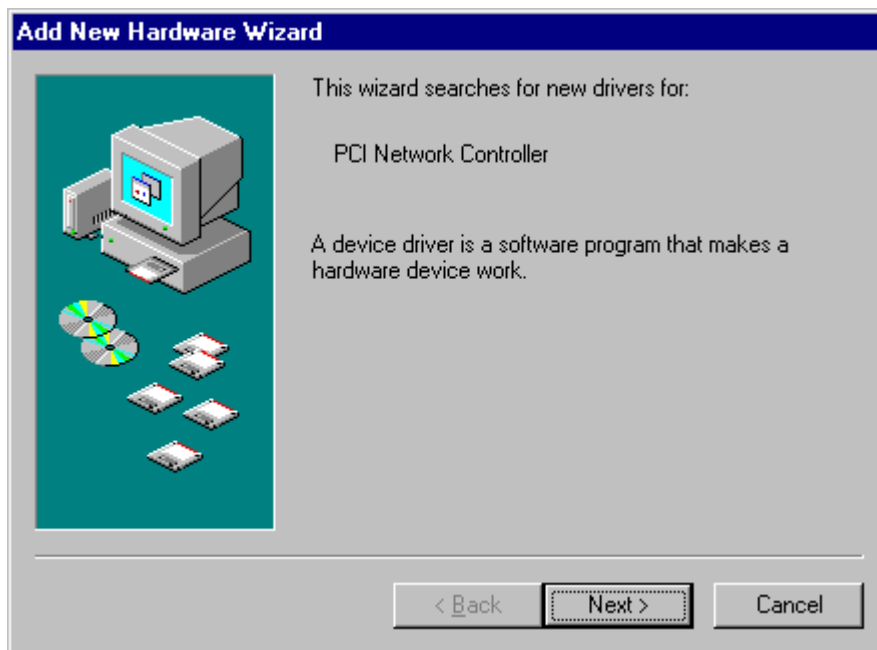 Add New Hardware Wizard
This wizard searches for new drivers for:
PCI Network Controller
A device driver is a software program that makes a
hardware device work.
< Back
Next >
Cancel